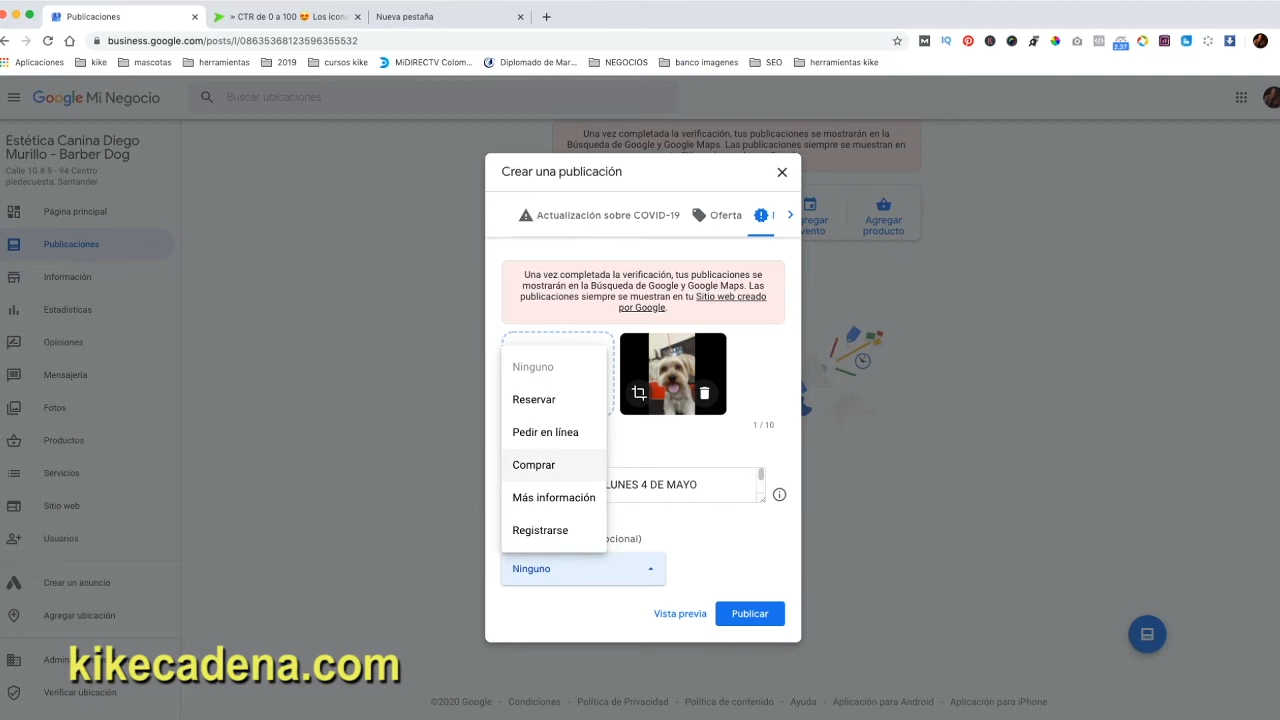 Publicaciones
» CTR de 0 a 100 😍 Los icon
Nueva pestaña
business.google.com/posts/l/08635368123596355532
2.37
Aplicaciones
kike
mascotas
herramientas
2019
cursos kike
MiDIRECTV Colom...
Diplomado de Mar...
NEGOCIOS
banco imagenes
SEO
herramientas kike
Google Mi Negocio
Buscar ubicaciones
Estética Canina Diego
Murillo - Barber Dog
Calle 10 # 9 - 94 Centro
piedecuesta, Santander
Página principal
Publicaciones
Información
Estadísticas
Opiniones
Mensajería
Fotos
Productos
Servicios
Sitio web
Usuarios
Crear un anuncio
Agregar ubicación
Admin
Verificar ubicación
Una vez completada la verificación, tus publicaciones se
mostrarán en la
Búsqueda de Google y Google Maps. Las publicaciones siempre se muestran en
gregar
vento
Agregar
producto
Crear una publicación
Actualización sobre COVID-19
Oferta
Una vez completada la verificación, tus publicaciones se
mostrarán en la Búsqueda de Google y Google Maps. Las
publicaciones siempre se muestran en tu Sitio web creado
por Google.
1 / 10
Ninguno
Reservar
Pedir en línea
Comprar
Más información
Registrarse
LUNES 4 DE MAYO
pcional)
Ninguno
Vista previa
Publicar
kikecadena.com
©2020 Google
Condiciones
Política de Privacidad
Política de contenido
Ayuda
Aplicación para Android
Aplicación para iPhone